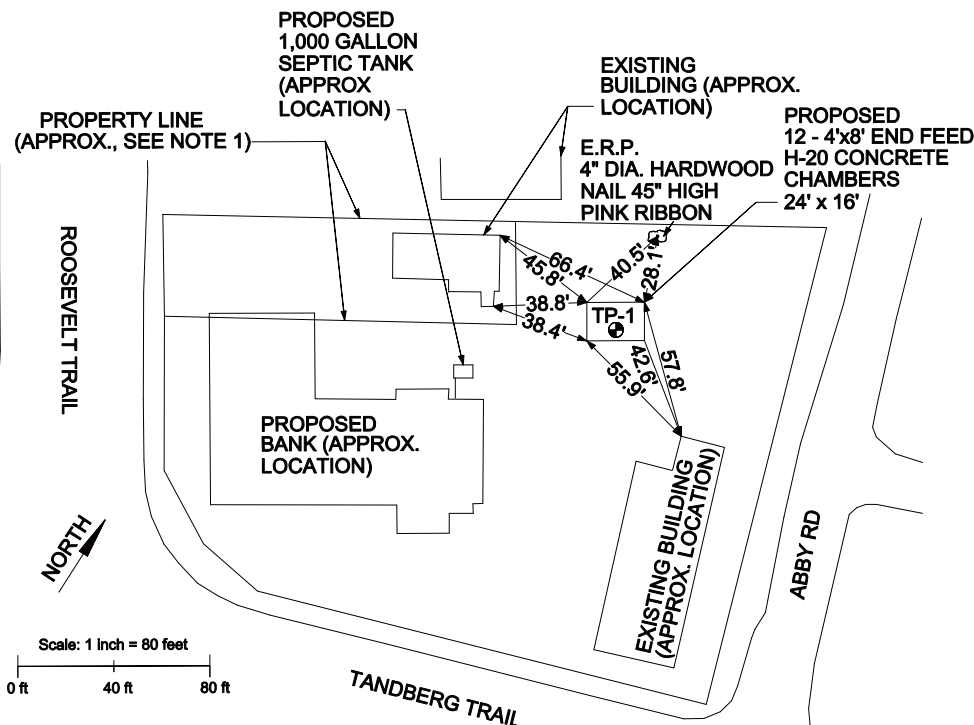 PROPOSED
1,000 GALLON
SEPTIC TANK
(APPROX
LOCATION)
EXISTING
BUILDING (APPROX.
LOCATION)
PROPERTY LINE
(APPROX., SEE NOTE 1)
E.R.P.
4" DIA. HARDWOOD
NAIL 45" HIGH
PINK RIBBON
PROPOSED
12 - 4'x8' END FEED
H-20 CONCRETE
CHAMBERS
24' x 16'
ROOSEVELT TRAIL
45.8'
66.4'
40.5'
28.1'
38.8'
38.4'
TP-1
55.9'
42.6'
57.8'
PROPOSED
BANK (APPROX.
LOCATION)
EXISTING BUILDING
(APPROX. LOCATION)
ABBY RD
NORTH
Scale: 1 inch = 80 feet
0 ft
40 ft
80 ft
TANDBERG TRAIL